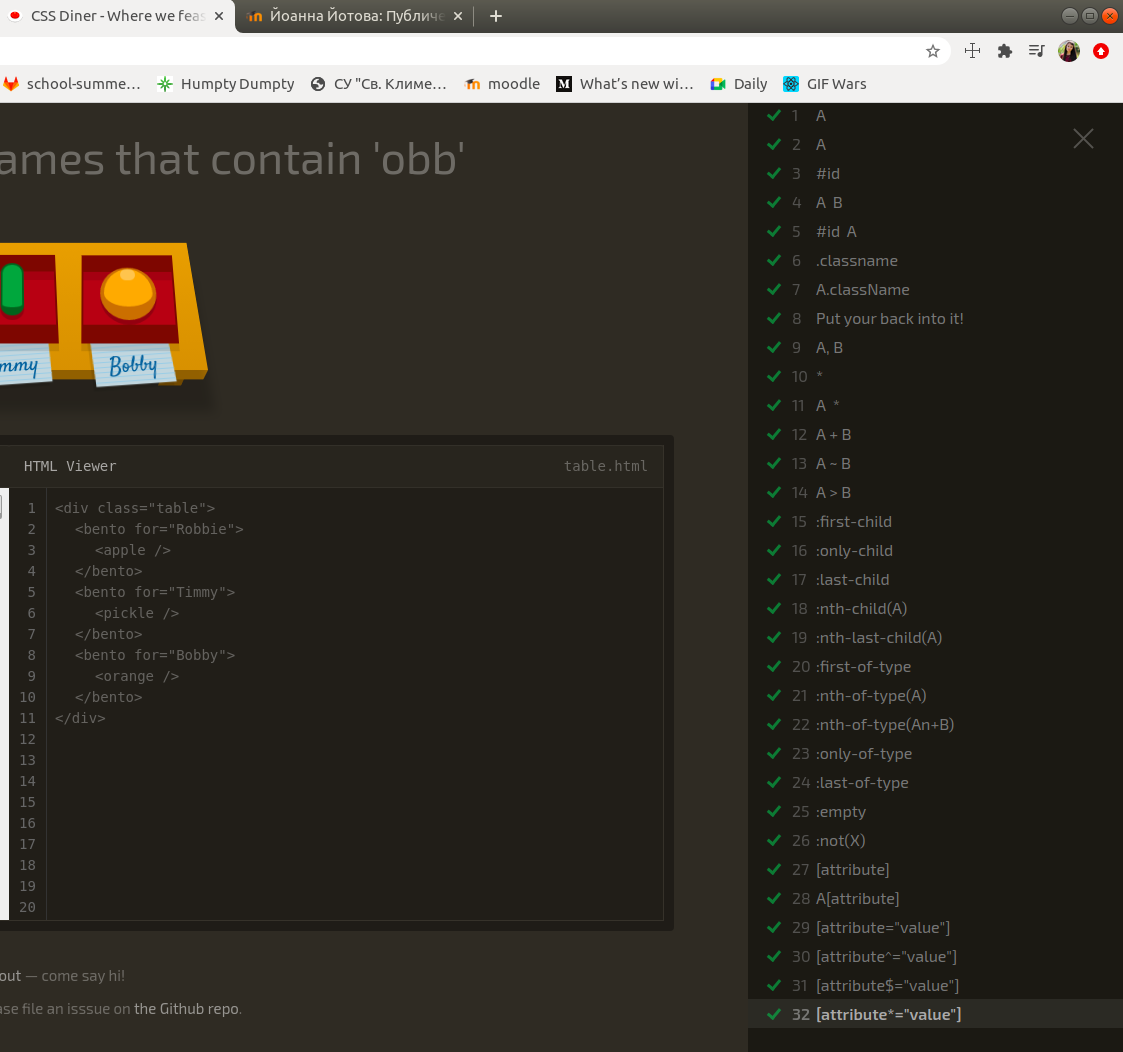 CSS Diner - Where we feas
Йоанна Йотова: Публиче
school-summe…
Humpty Dumpty
СУ "Св. Климе…
moodle
What’s new wi…
Daily
GIF Wars
ames that contain 'obb'
mmy
Bobby
HTML Viewer
table.html
1 <div class="table">
2 <bento for="Robbie">
3 <apple />
4 </bento>
5 <bento for="Timmy">
6 <pickle />
7 </bento>
8 <bento for="Bobby">
9 <orange />
10 </bento>
11 </div>
12
13
14
15
16
17
18
19
20
out — come say hi!
ase file an isssue on the Github repo.
1 A
2 A
3 #id
4 A B
5 #id A
6 .classname
7 A.className
8 Put your back into it!
9 A, B
10 *
11 A *
12 A + B
13 A ~ B
14 A > B
15 :first-child
16 :only-child
17 :last-child
18 :nth-child(A)
19 :nth-last-child(A)
20 :first-of-type
21 :nth-of-type(A)
22 :nth-of-type(An+B)
23 :only-of-type
24 :last-of-type
25 :empty
26 :not(X)
27 [attribute]
28 A[attribute]
29 [attribute="value"]
30 [attribute^="value"]
31 [attribute$="value"]
32 [attribute*="value"]